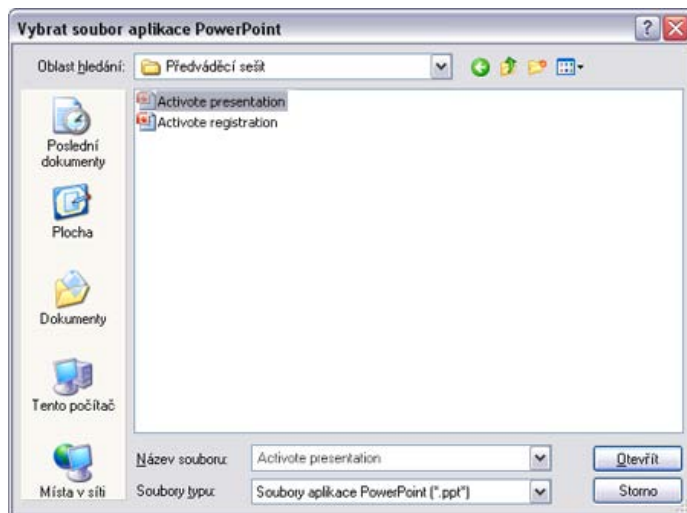 Vybrat soubor aplikace PowerPoint
Oblast hledání: Předváděcí sešit
Activote presentation
Activote registration
Poslední
dokumenty
Plocha
Dokumenty
Tento počítač
Místa v síti
Název souboru: Activote presentation Otevřít
Soubory typu: Soubory aplikace PowerPoint (*.ppt*) Storno